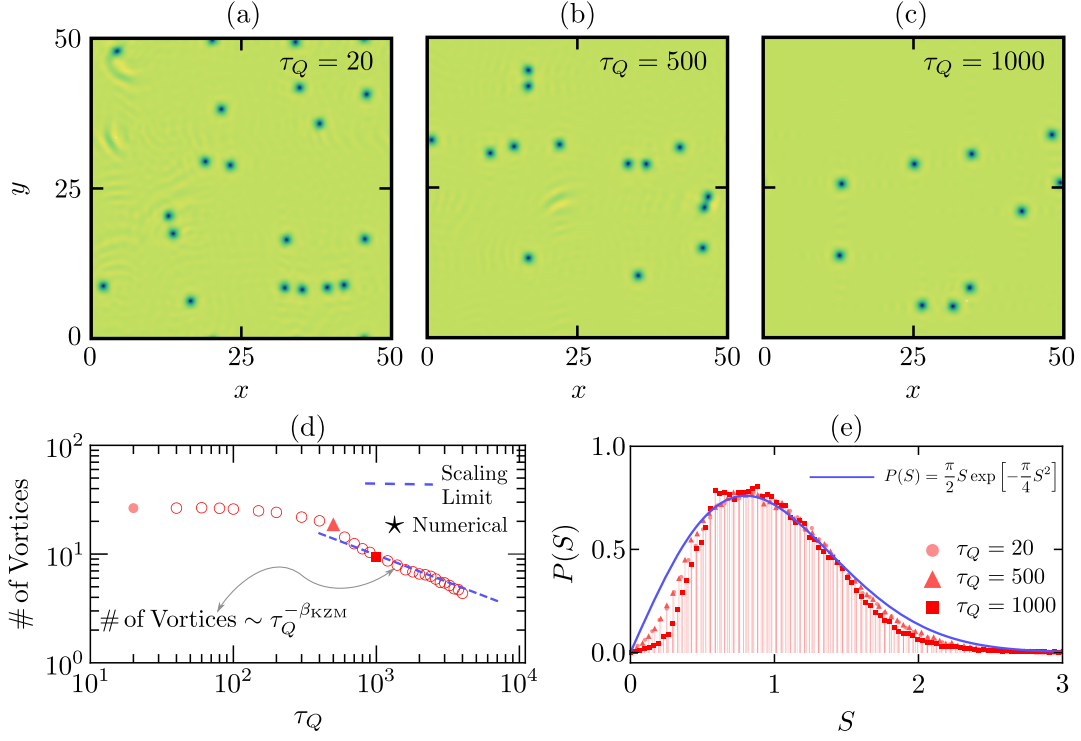 (a) (b) (c)
τ_Q = 20 τ_Q = 500 τ_Q = 1000
50
25
0
y
0 25 50 0 25 50 0 25 50
x x x
(d) (e)
10^2
10^1
10^0
# of Vortices
Scaling
Limit
★ Numerical
# of Vortices ∼ τ_Q^{−β_KZM}
10^1 10^2 10^3 10^4
τ_Q
1.0
0.5
0.0
P(S)
P(S) = π/2 S exp [−π/4 S^2]
τ_Q = 20
τ_Q = 500
τ_Q = 1000
0 1 2 3
S